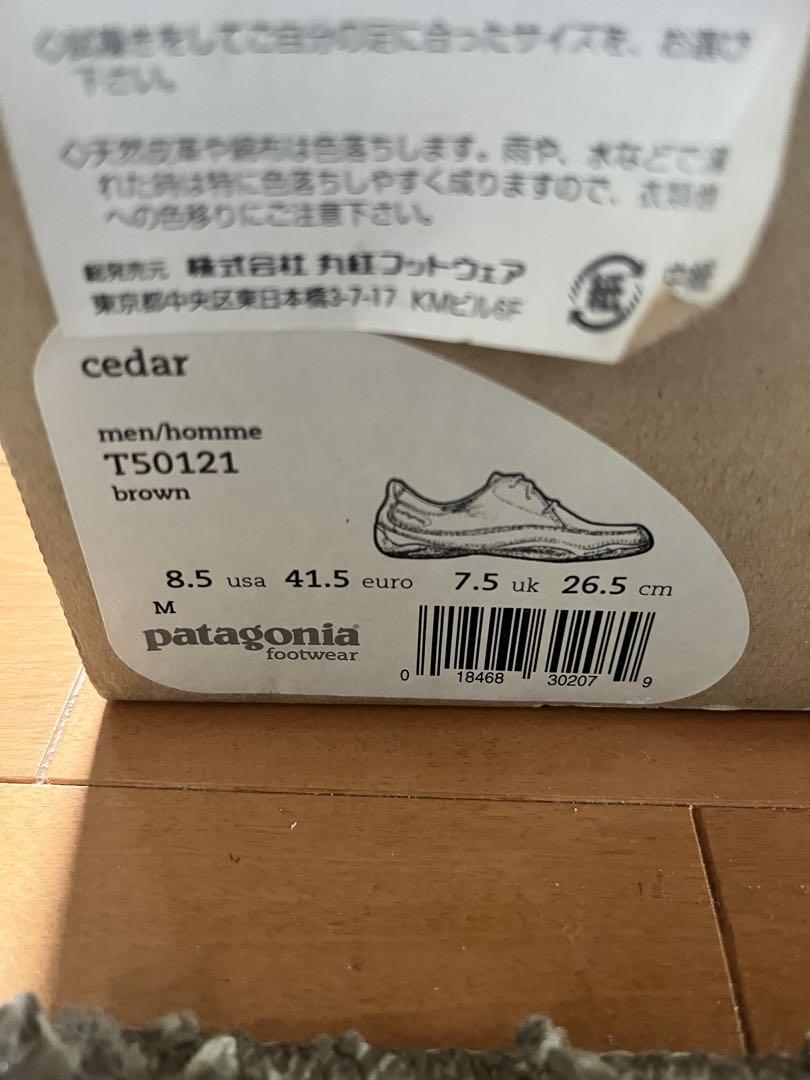 ◇試着をしてご自分の足に合ったサイズを、お選び
下さい。
◇天然皮革や綿布は色落ちします。雨や、水などで濡
れた時は特に色落ちしやすく成りますので、衣類他
への色移りにご注意下さい。
総発売元 株式会社 丸紅フットウェア
東京都中央区東日本橋3-7-17 KMビル6F
紙
中紙
cedar
men/homme
T50121
brown
8.5 usa 41.5 euro 7.5 uk 26.5 cm
M
patagonia
footwear
0 18468 30207 9